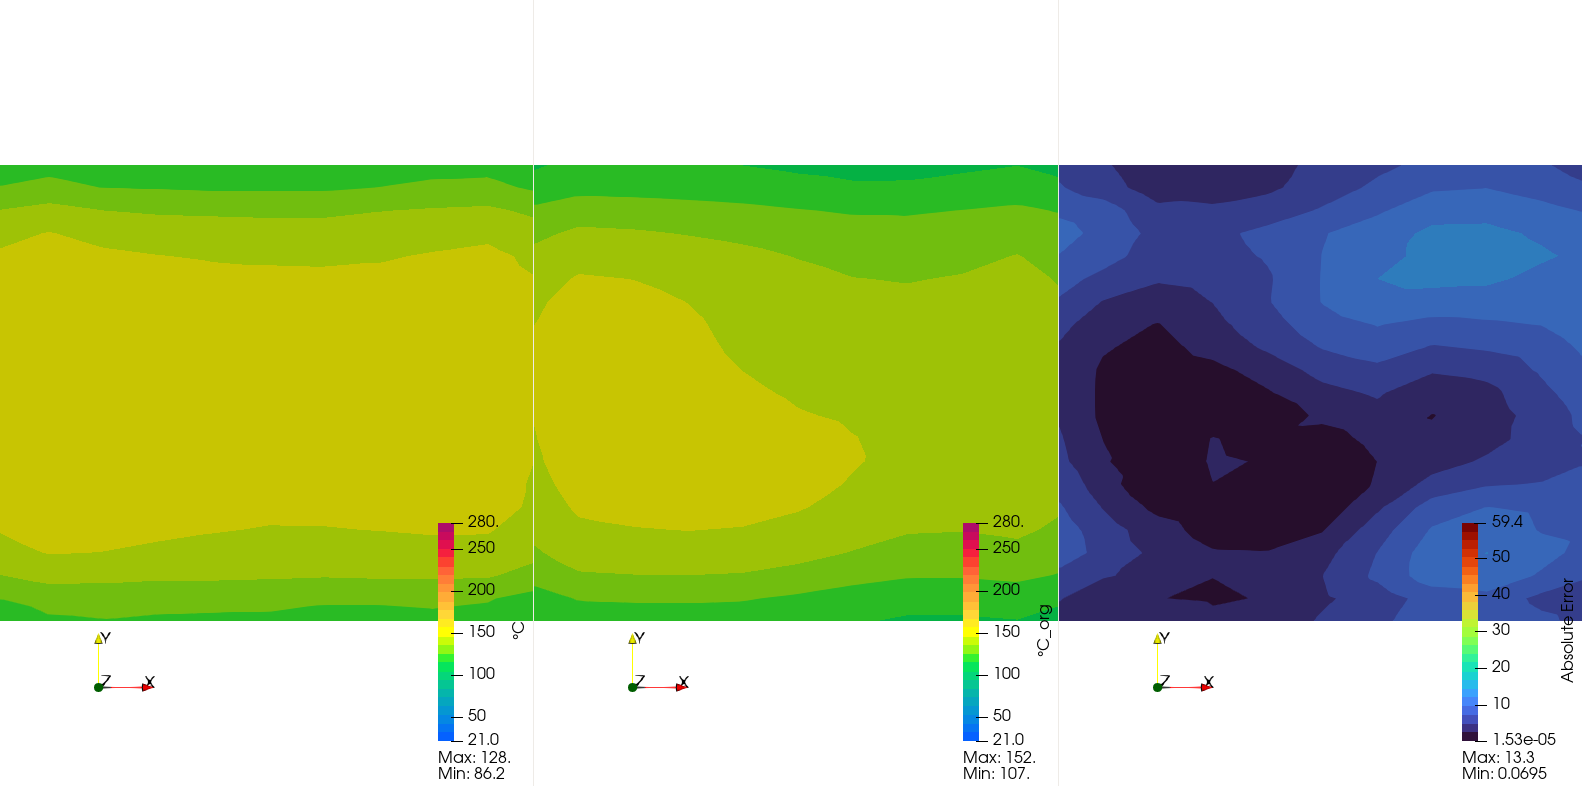 280.
250
200
150
100
50
21.0
°C
Max: 128.
Min: 86.2
Y
Z
X
280.
250
200
150
100
50
21.0
°C_org
Max: 152.
Min: 107.
Y
Z
X
59.4
50
40
30
20
10
1.53e-05
Absolute Error
Max: 13.3
Min: 0.0695
Y
Z
X